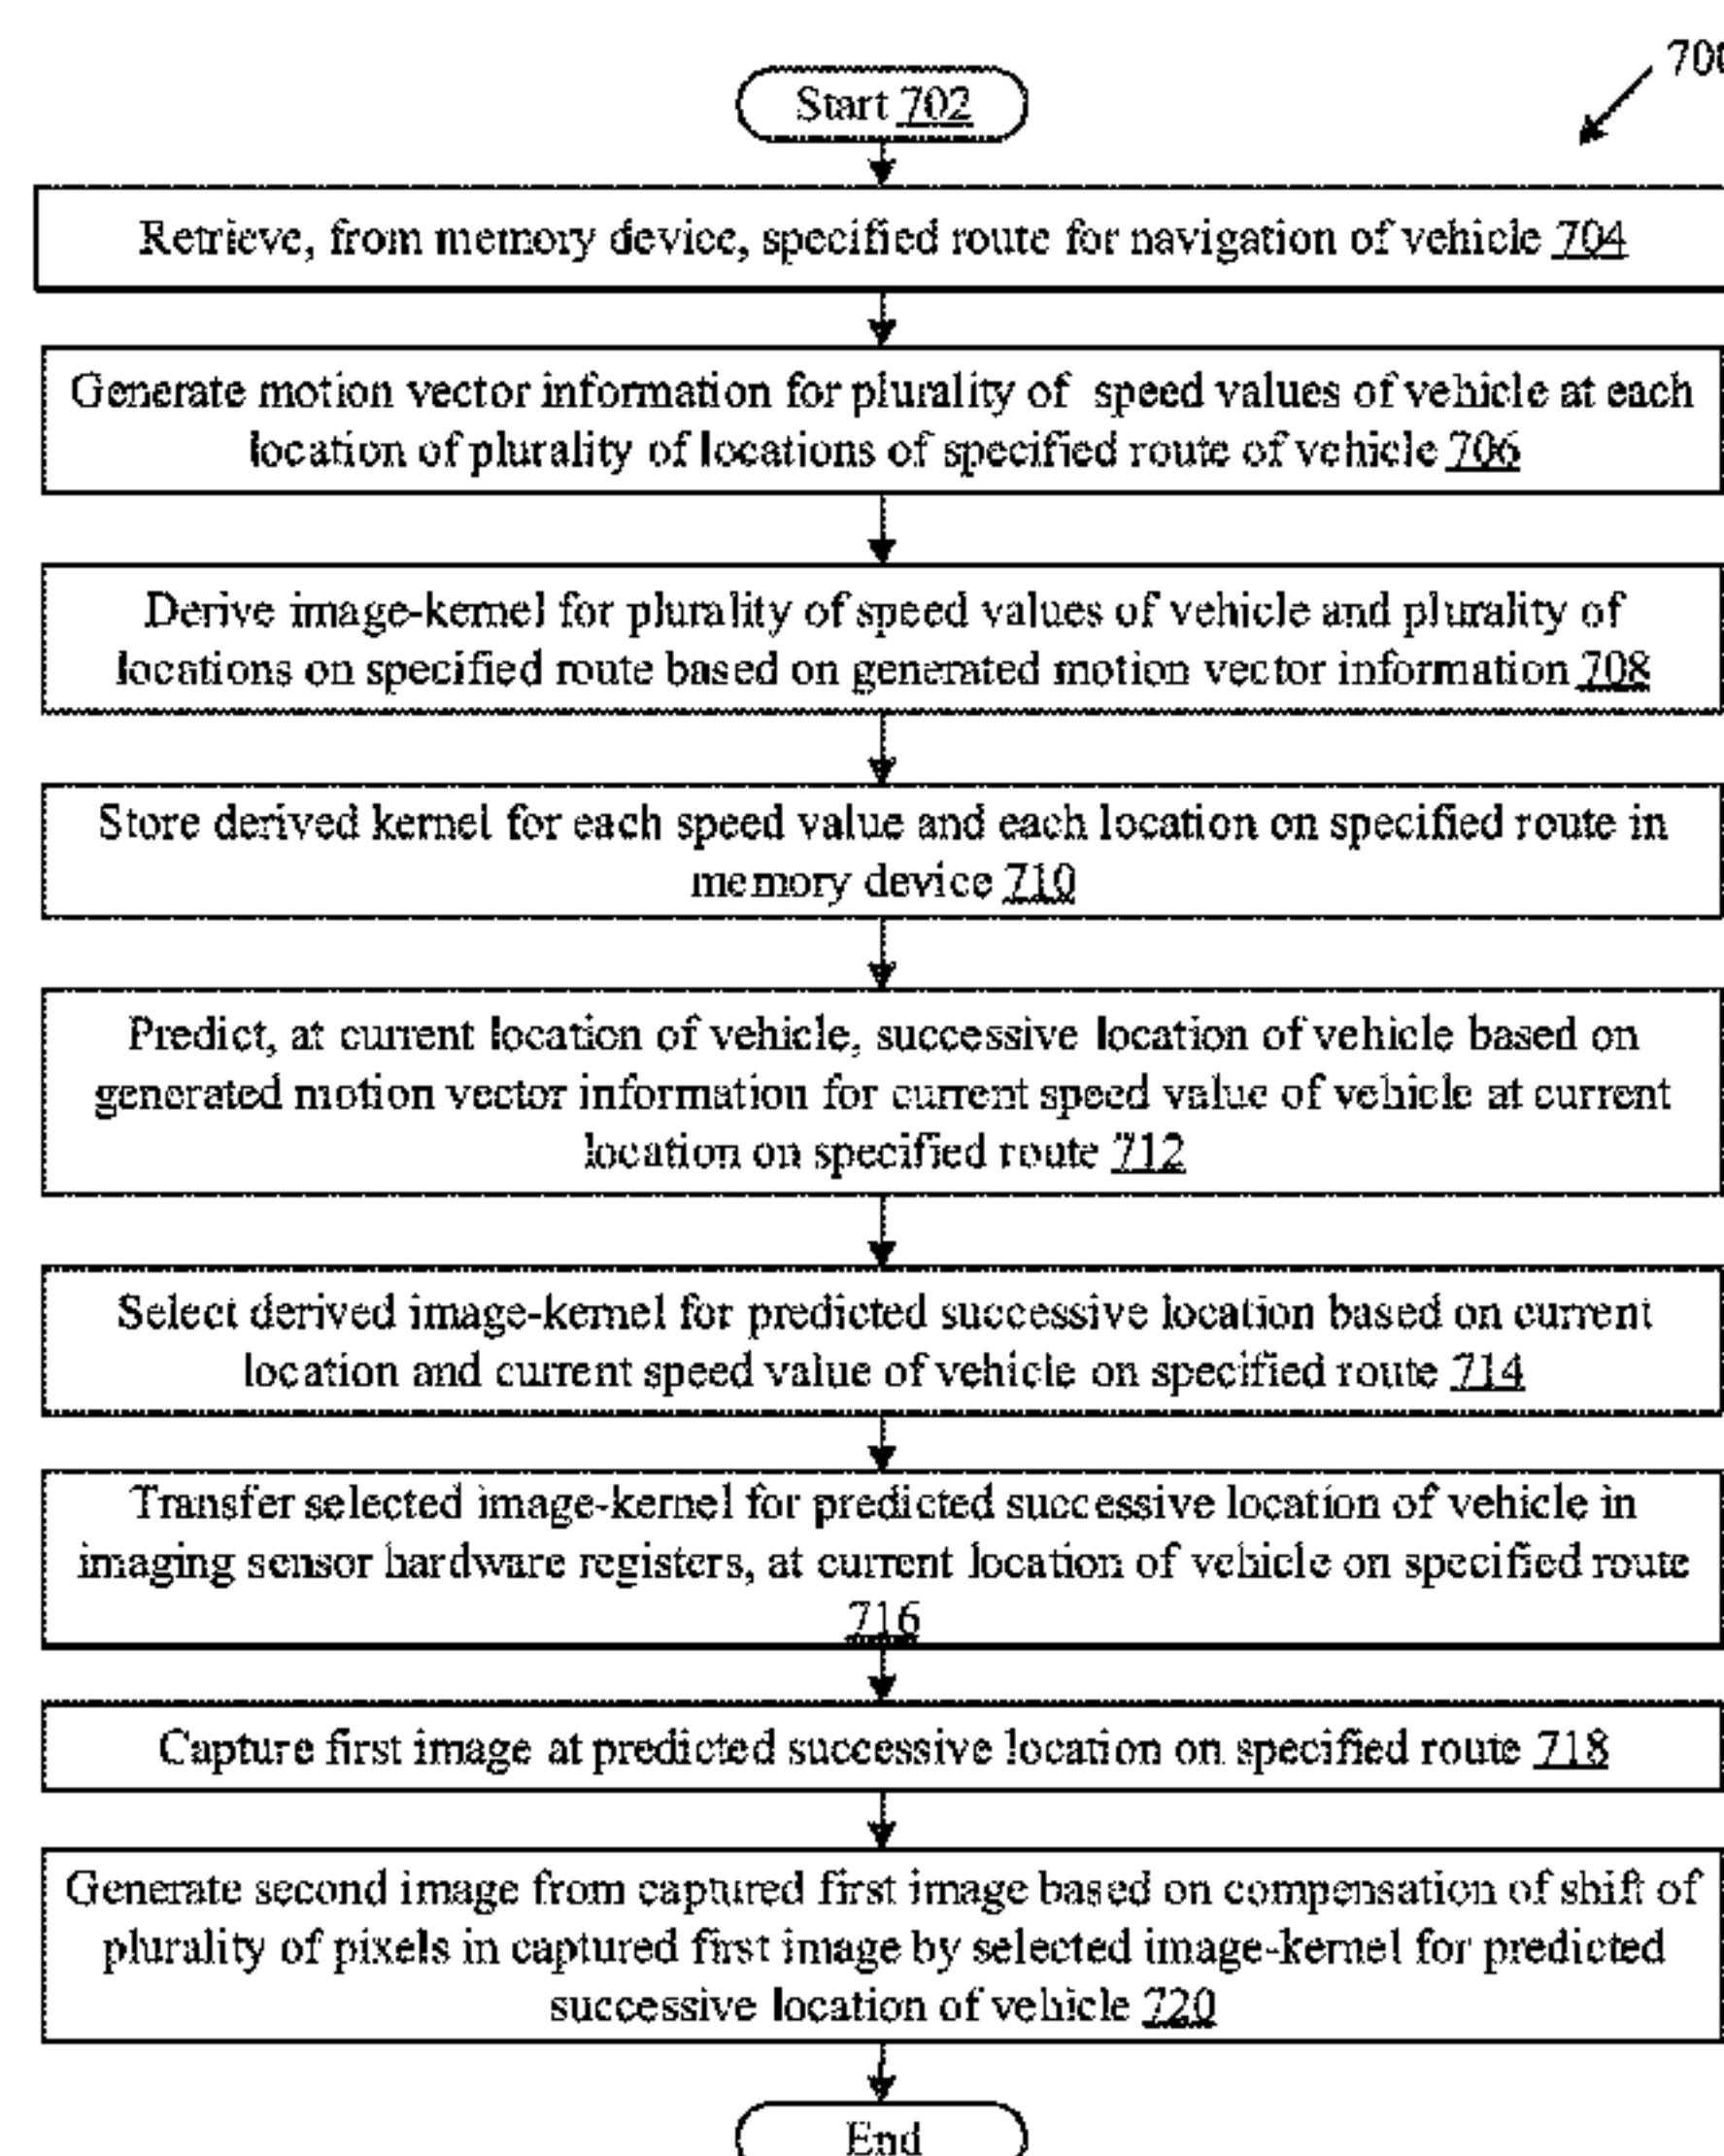 700
Start 702
Retrieve, from memory device, specified route for navigation of vehicle 704
Generate motion vector information for plurality of speed values of vehicle at each
location of plurality of locations of specified route of vehicle 706
Derive image-kernel for plurality of speed values of vehicle and plurality of
locations on specified route based on generated motion vector information 708
Store derived kernel for each speed value and each location on specified route in
memory device 710
Predict, at current location of vehicle, successive location of vehicle based on
generated motion vector information for current speed value of vehicle at current
location on specified route 712
Select derived image-kernel for predicted successive location based on current
location and current speed value of vehicle on specified route 714
Transfer selected image-kernel for predicted successive location of vehicle in
imaging sensor hardware registers, at current location of vehicle on specified route
716
Capture first image at predicted successive location on specified route 718
Generate second image from captured first image based on compensation of shift of
plurality of pixels in captured first image by selected image-kernel for predicted
successive location of vehicle 720
End